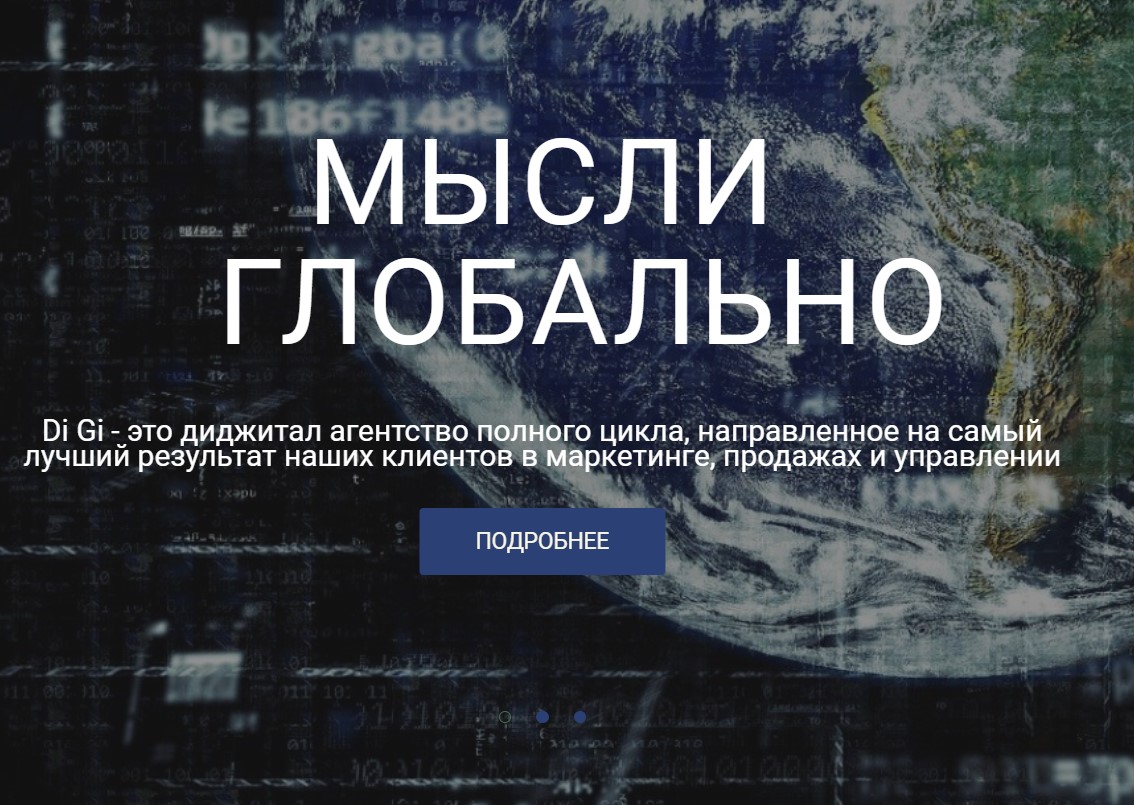 МЫСЛИ
ГЛОБАЛЬНО
Di Gi - это диджитал агентство полного цикла, направленное на самый
лучший результат наших клиентов в маркетинге, продажах и управлении
ПОДРОБНЕЕ